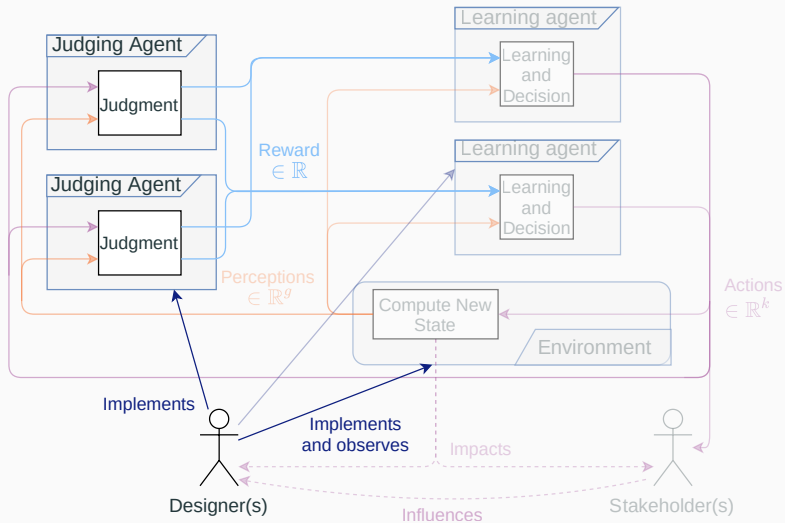 Learning agent
Judging Agent
Learning
and
Decision
Judgment
Reward
∈ ℝ
Learning agent
Judging Agent
Learning
and
Decision
Judgment
Perceptions
∈ ℝ^g
Actions
∈ ℝ^k
Compute New
State
Environment
Implements
Implements
and observes
Impacts
Designer(s)
Stakeholder(s)
Influences